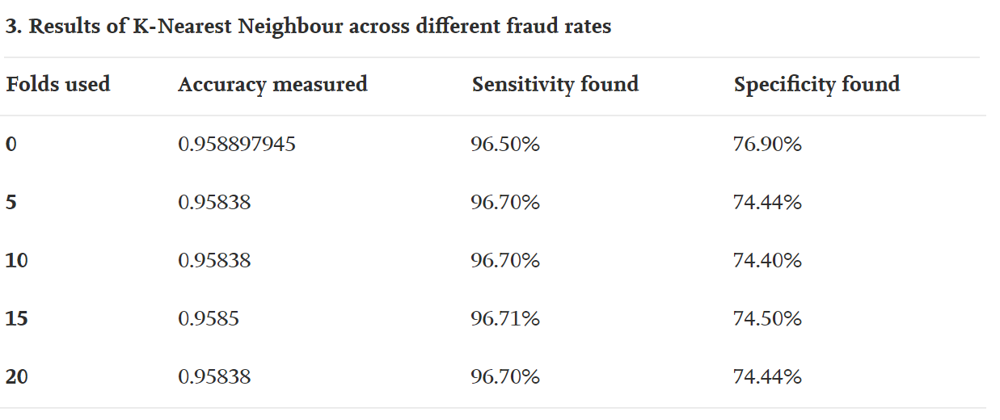 3. Results of K-Nearest Neighbour across different fraud rates
Folds used Accuracy measured Sensitivity found Specificity found
0 0.958897945 96.50% 76.90%
5 0.95838 96.70% 74.44%
10 0.95838 96.70% 74.40%
15 0.9585 96.71% 74.50%
20 0.95838 96.70% 74.44%